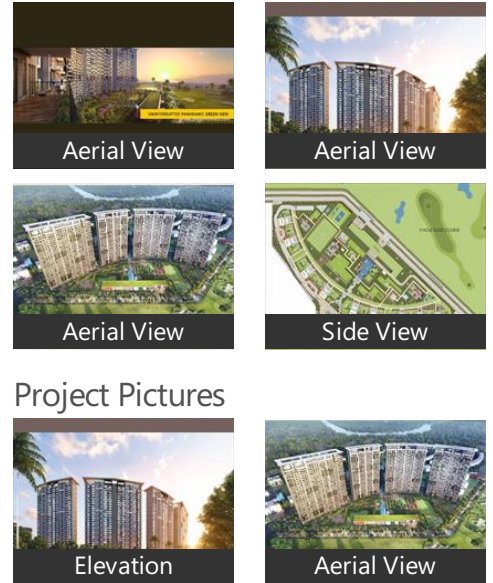 UNINTERRUPTED PANORAMIC GREEN VIEW
Aerial View
Aerial View
Aerial View
Side View
Project Pictures
Elevation
Aerial View